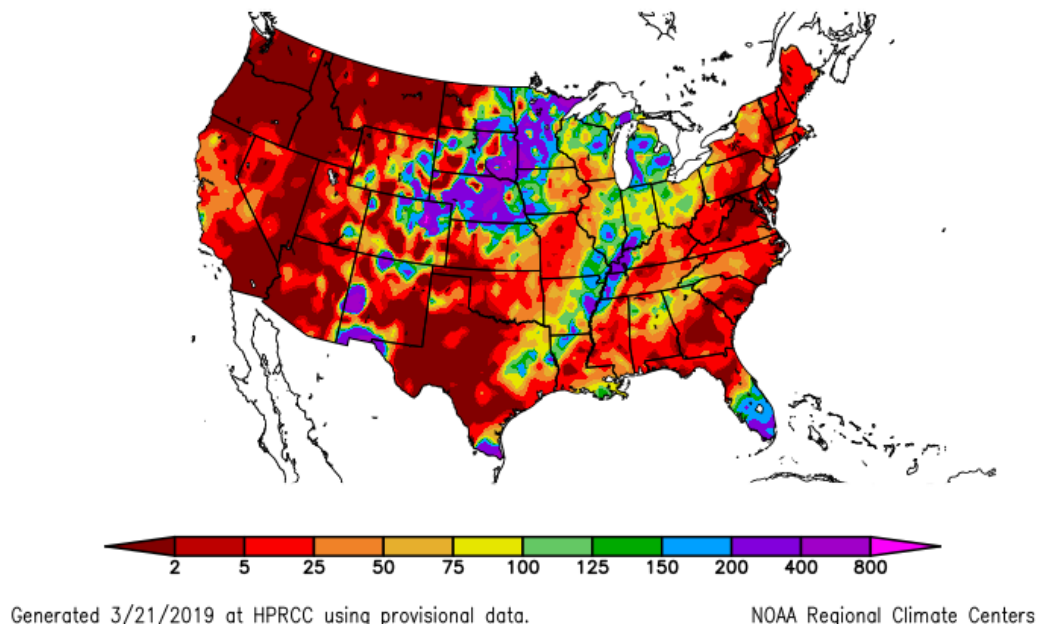 2 5 25 50 75 100 125 150 200 400 800
Generated 3/21/2019 at HPRCC using provisional data.
NOAA Regional Climate Centers